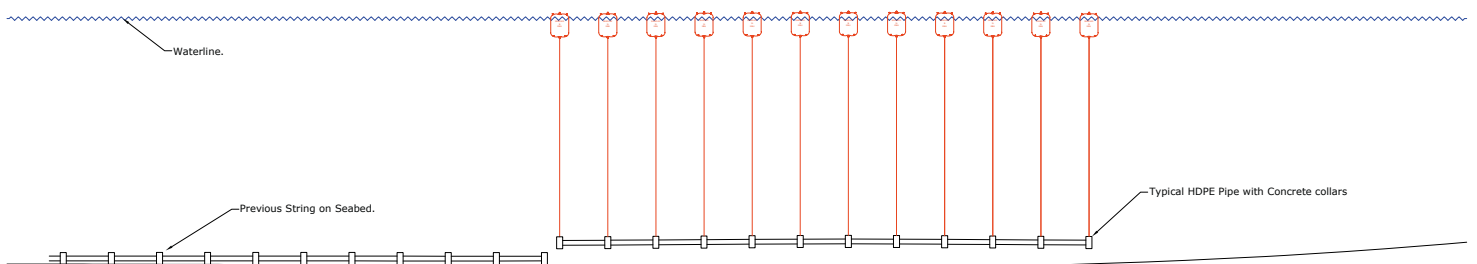 Waterline.
Typical HDPE Pipe with Concrete collars
Previous String on Seabed.